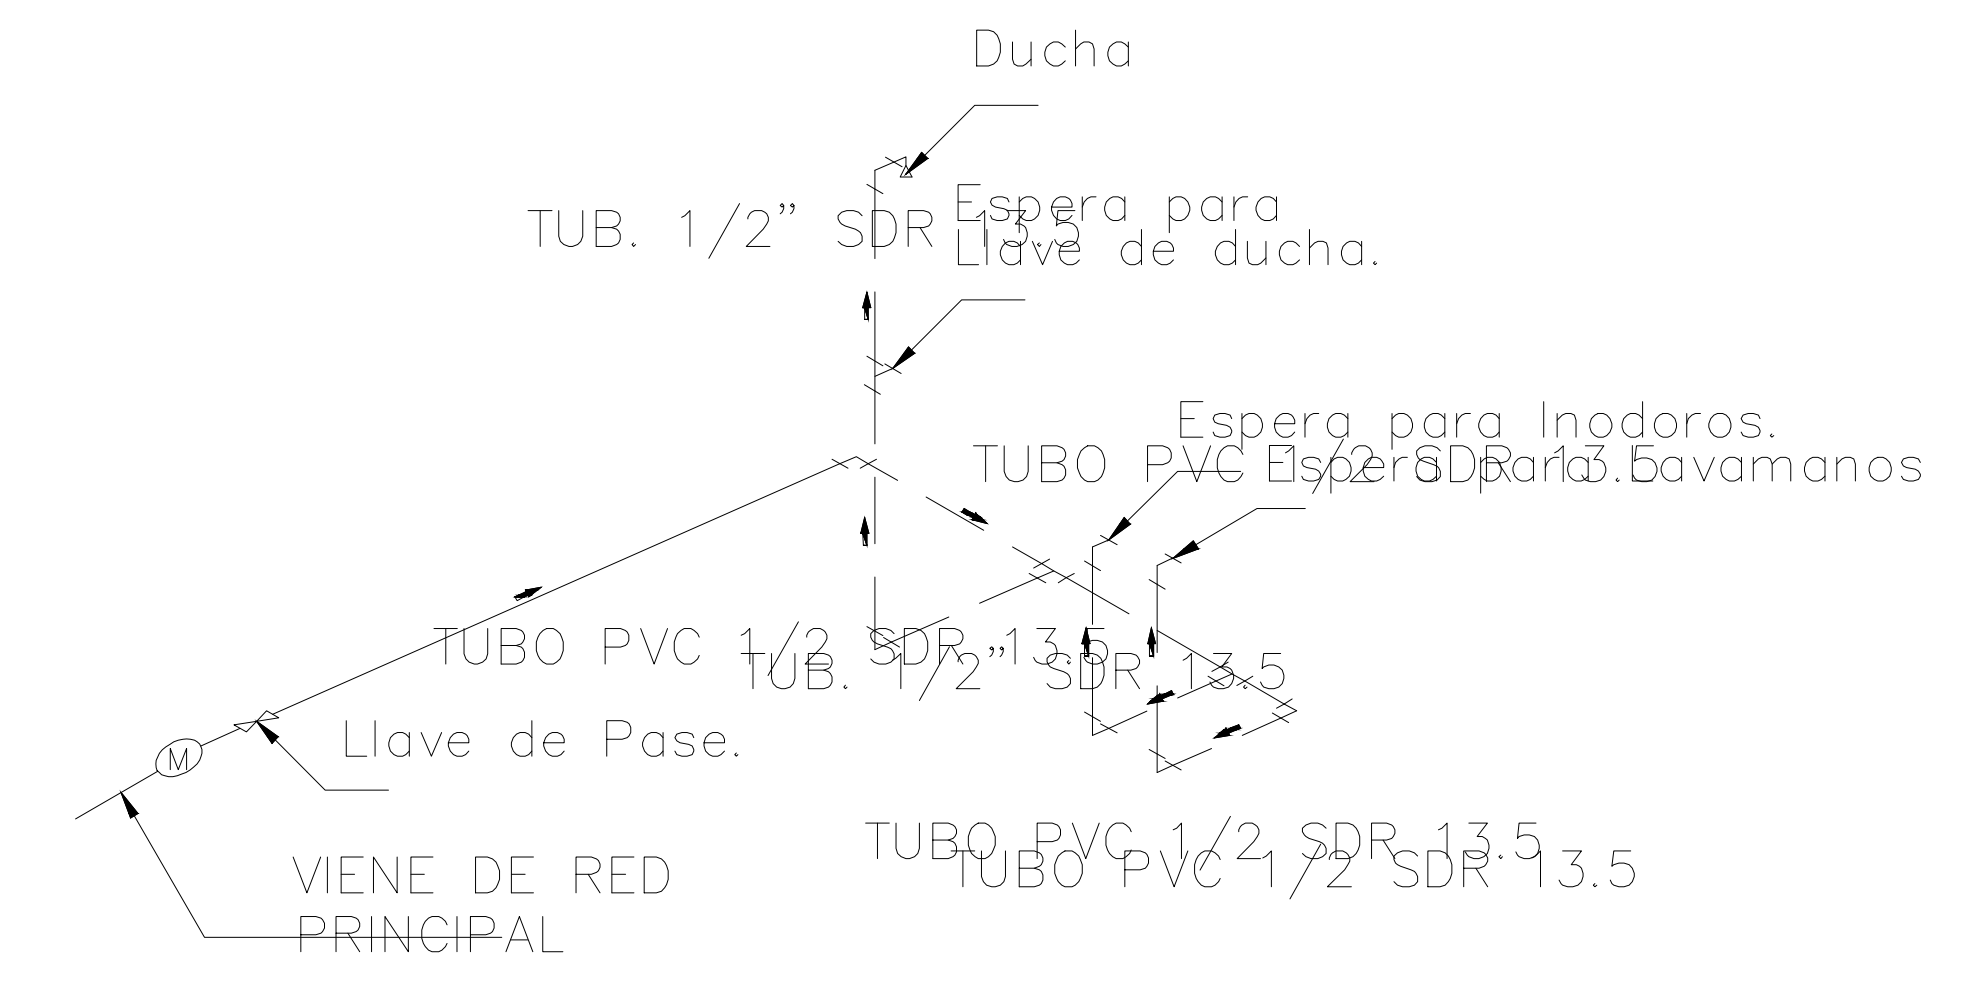 Ducha
Espera para
Llave de ducha.
TUB. 1/2” SDR 13.5
Espera para Inodoros.
TUBO PVC 1/2 SDR 13.5
Espera para Lavamanos
TUBO PVC 1/2 SDR 13.5
TUB. 1/2” SDR 13.5
Llave de Pase.
M
TUBO PVC 1/2 SDR 13.5
TUBO PVC 1/2 SDR 13.5
VIENE DE RED
PRINCIPAL